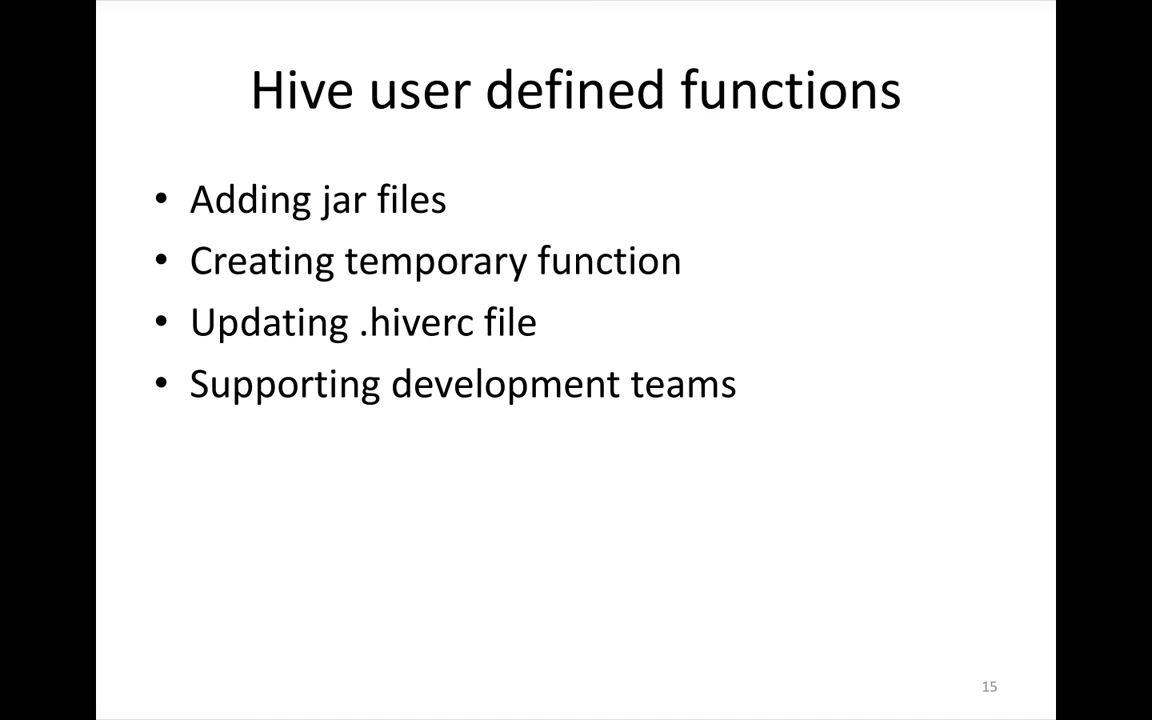 Hive user defined functions
• Adding jar files
• Creating temporary function
• Updating .hiverc file
• Supporting development teams
15